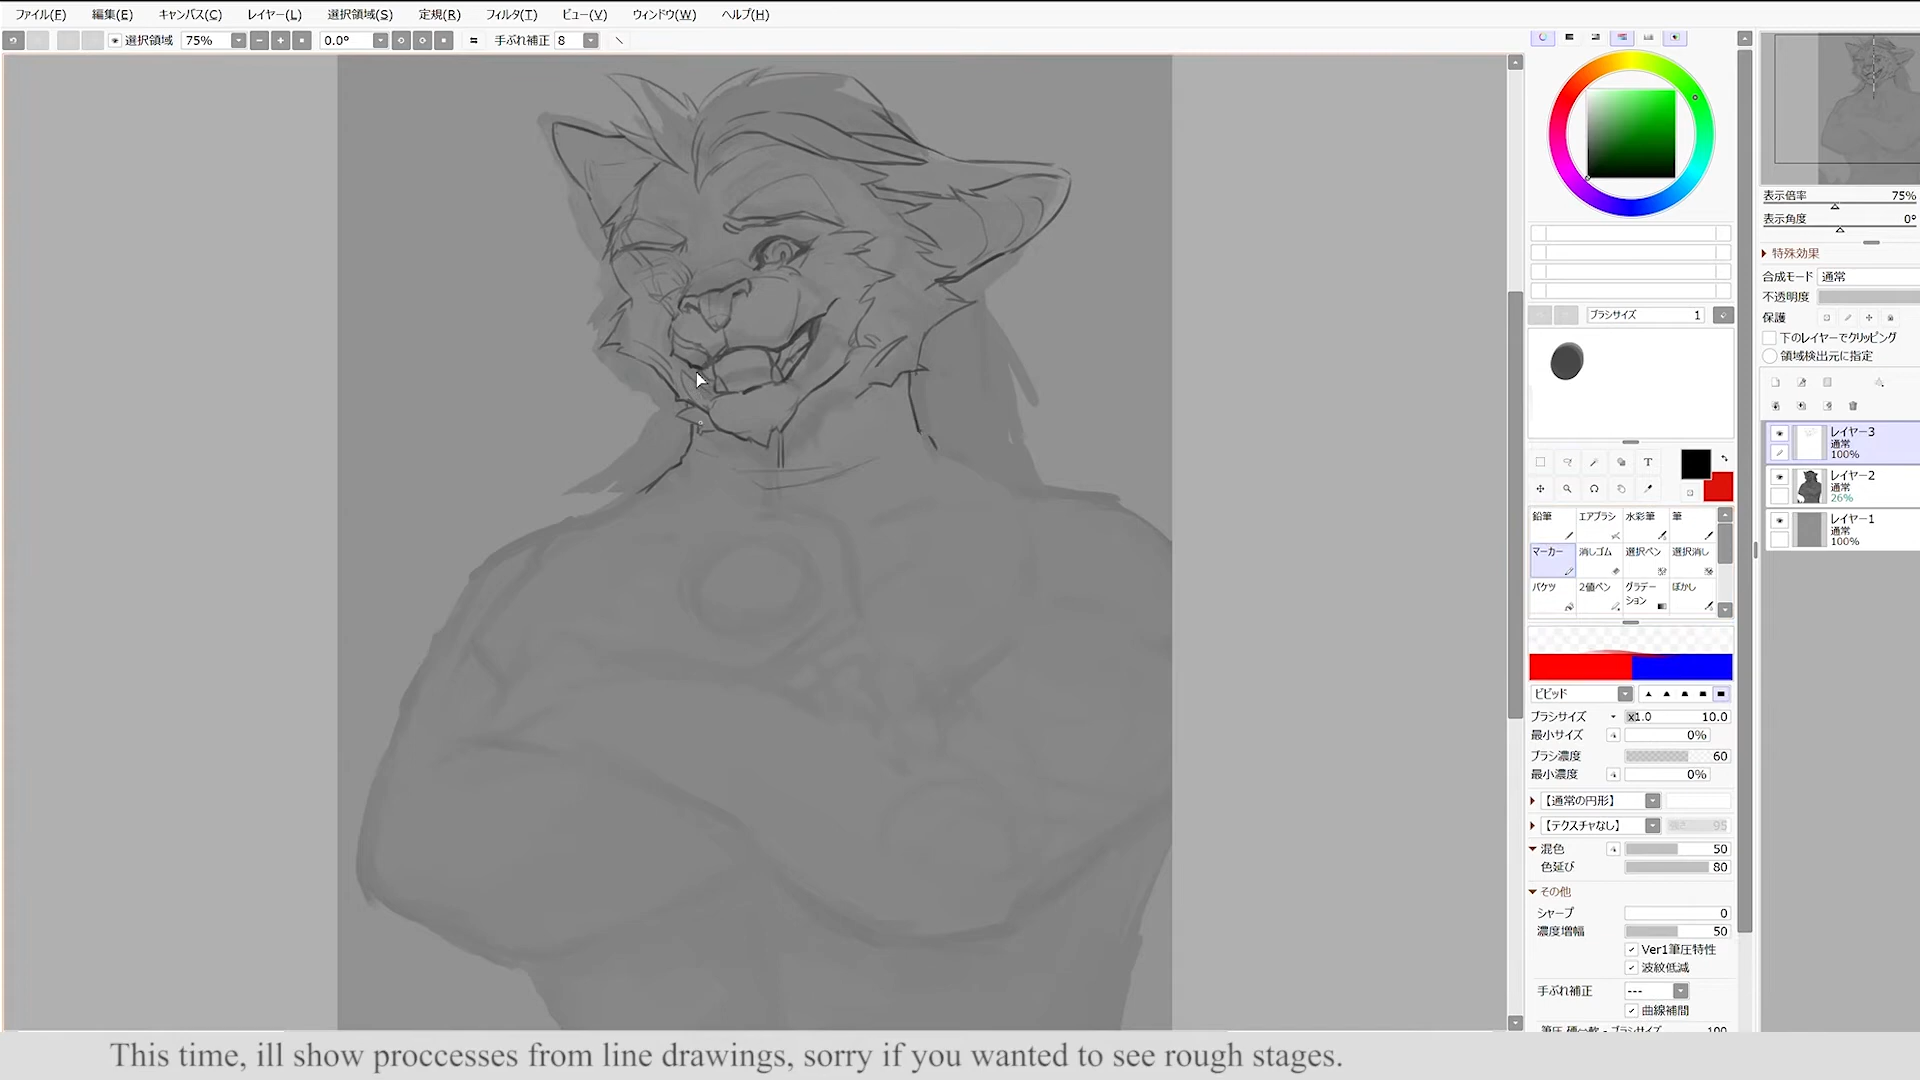 ファイル(F) 編集(E) キャンバス(C) レイヤー(L) 選択領域(S) 定規(R) フィルタ(T) ビュー(V) ウィンドウ(W) ヘルプ(H)
選択領域 75% 0.0° 手ぶれ補正 8
表示倍率 75%
表示角度 0°
特殊効果
合成モード 通常
不透明度
保護
下のレイヤーでクリッピング
領域検出元に指定
レイヤー3
通常
100%
レイヤー2
通常
26%
レイヤー1
通常
100%
ブラシサイズ 1
T
鉛筆 エアブラシ 水彩筆 筆
マーカー 消しゴム 選択ペン 選択消し
バケツ 2値ペン グラデーション ぼかし
ビビッド
ブラシサイズ x1.0 10.0
最小サイズ 0%
ブラシ濃度 60
最小濃度 0%
【通常の円形】
【テクスチャなし】 強さ 95
混色 50
色延び 80
その他
シャープ 0
濃度増幅 50
Ver1筆圧特性
波紋低減
手ぶれ補正 ---
曲線補間
This time, ill show proccesses from line drawings, sorry if you wanted to see rough stages.